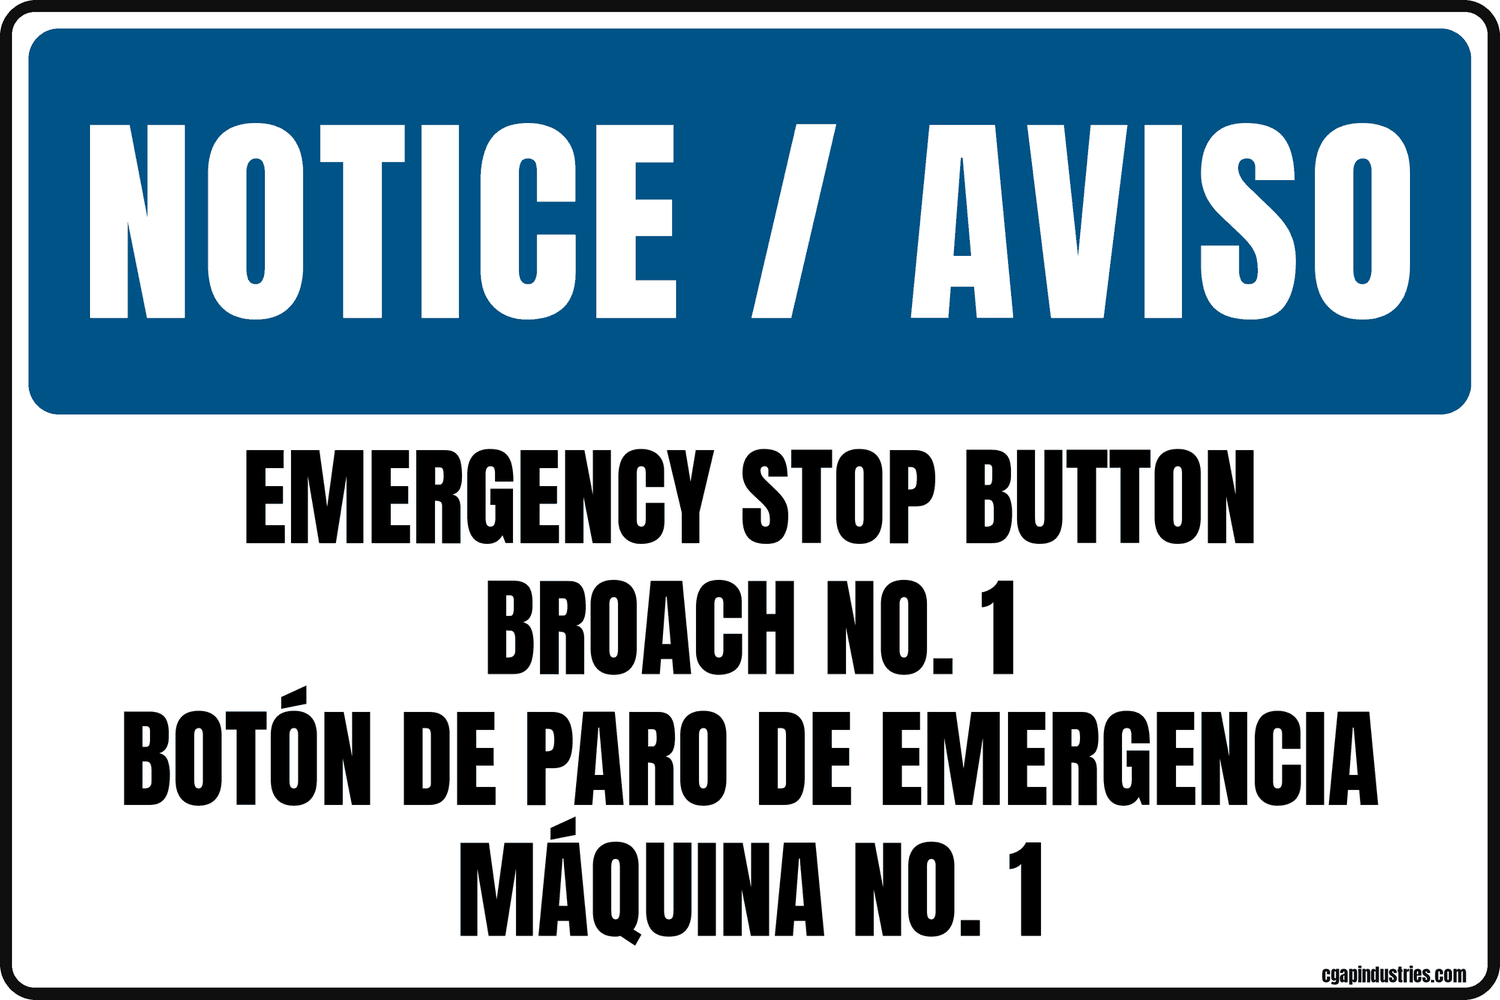 NOTICE / AVISO
EMERGENCY STOP BUTTON
BROACH NO. 1
BOTÓN DE PARO DE EMERGENCIA
MÁQUINA NO. 1
cgapindustries.com